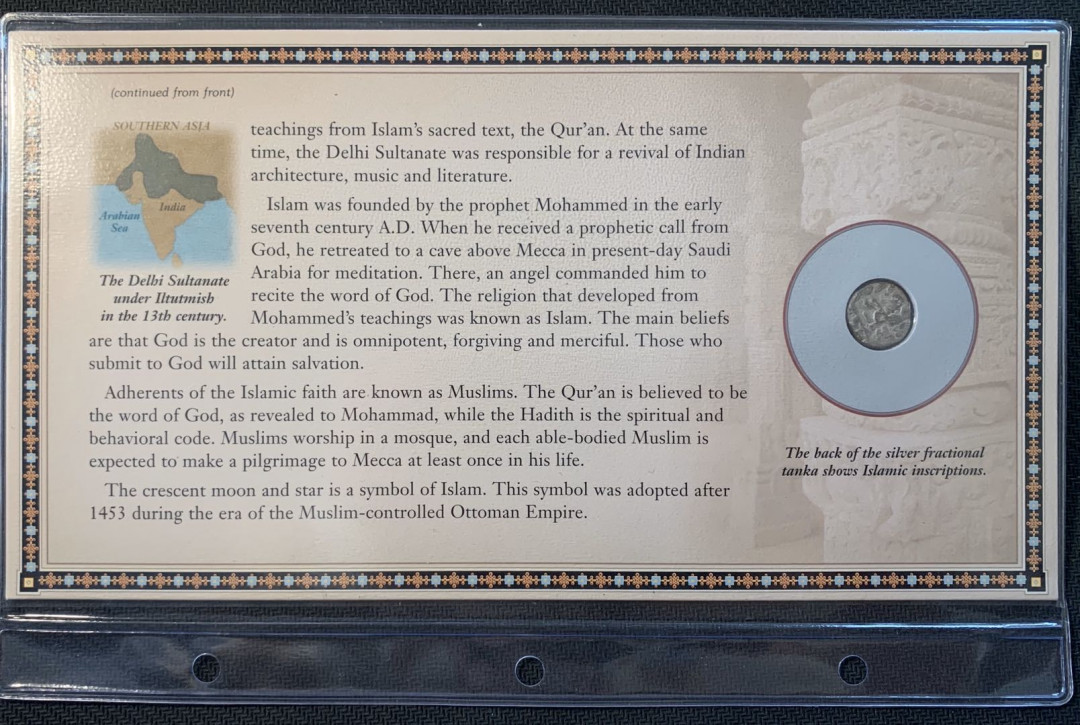 (continued from front)
SOUTHERN ASIA
Arabian
Sea
India
The Delhi Sultanate
under Iltutmish
in the 13th century.
teachings from Islam's sacred text, the Qur'an. At the same
time, the Delhi Sultanate was responsible for a revival of Indian
architecture, music and literature.
Islam was founded by the prophet Mohammed in the early
seventh century A.D. When he received a prophetic call from
God, he retreated to a cave above Mecca in present-day Saudi
Arabia for meditation. There, an angel commanded him to
recite the word of God. The religion that developed from
Mohammed's teachings was known as Islam. The main beliefs
are that God is the creator and is omnipotent, forgiving and merciful. Those who
submit to God will attain salvation.
Adherents of the Islamic faith are known as Muslims. The Qur'an is believed to be
the word of God, as revealed to Mohammad, while the Hadith is the spiritual and
behavioral code. Muslims worship in a mosque, and each able-bodied Muslim is
expected to make a pilgrimage to Mecca at least once in his life.
The crescent moon and star is a symbol of Islam. This symbol was adopted after
1453 during the era of the Muslim-controlled Ottoman Empire.
The back of the silver fractional
tanka shows Islamic inscriptions.